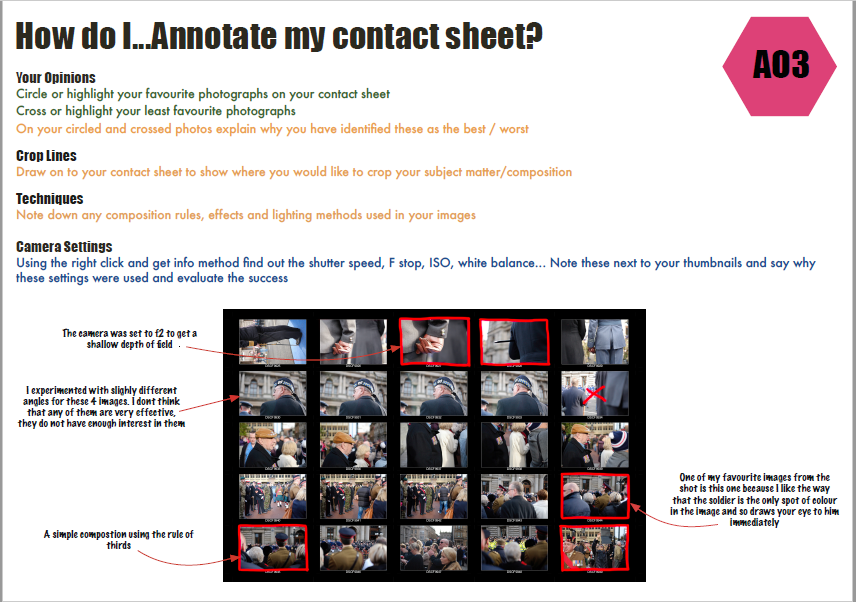 How do I...Annotate my contact sheet?
AO3
Your Opinions
Circle or highlight your favourite photographs on your contact sheet
Cross or highlight your least favourite photographs
On your circled and crossed photos explain why you have identified these as the best / worst
Crop Lines
Draw on to your contact sheet to show where you would like to crop your subject matter/composition
Techniques
Note down any composition rules, effects and lighting methods used in your images
Camera Settings
Using the right click and get info method find out the shutter speed, F stop, ISO, white balance... Note these next to your thumbnails and say why
these settings were used and evaluate the success
The camera was set to f2 to get a
shallow depth of field .
I experimented with slighly different
angles for these 4 images. I dont think
that any of them are very effective,
they do not have enough interest in them
One of my favourite images from the
shot is this one because I like the way
that the soldier is the only spot of colour
in the image and so draws your eye to him
immediately
A simple compostion using the rule of
thirds